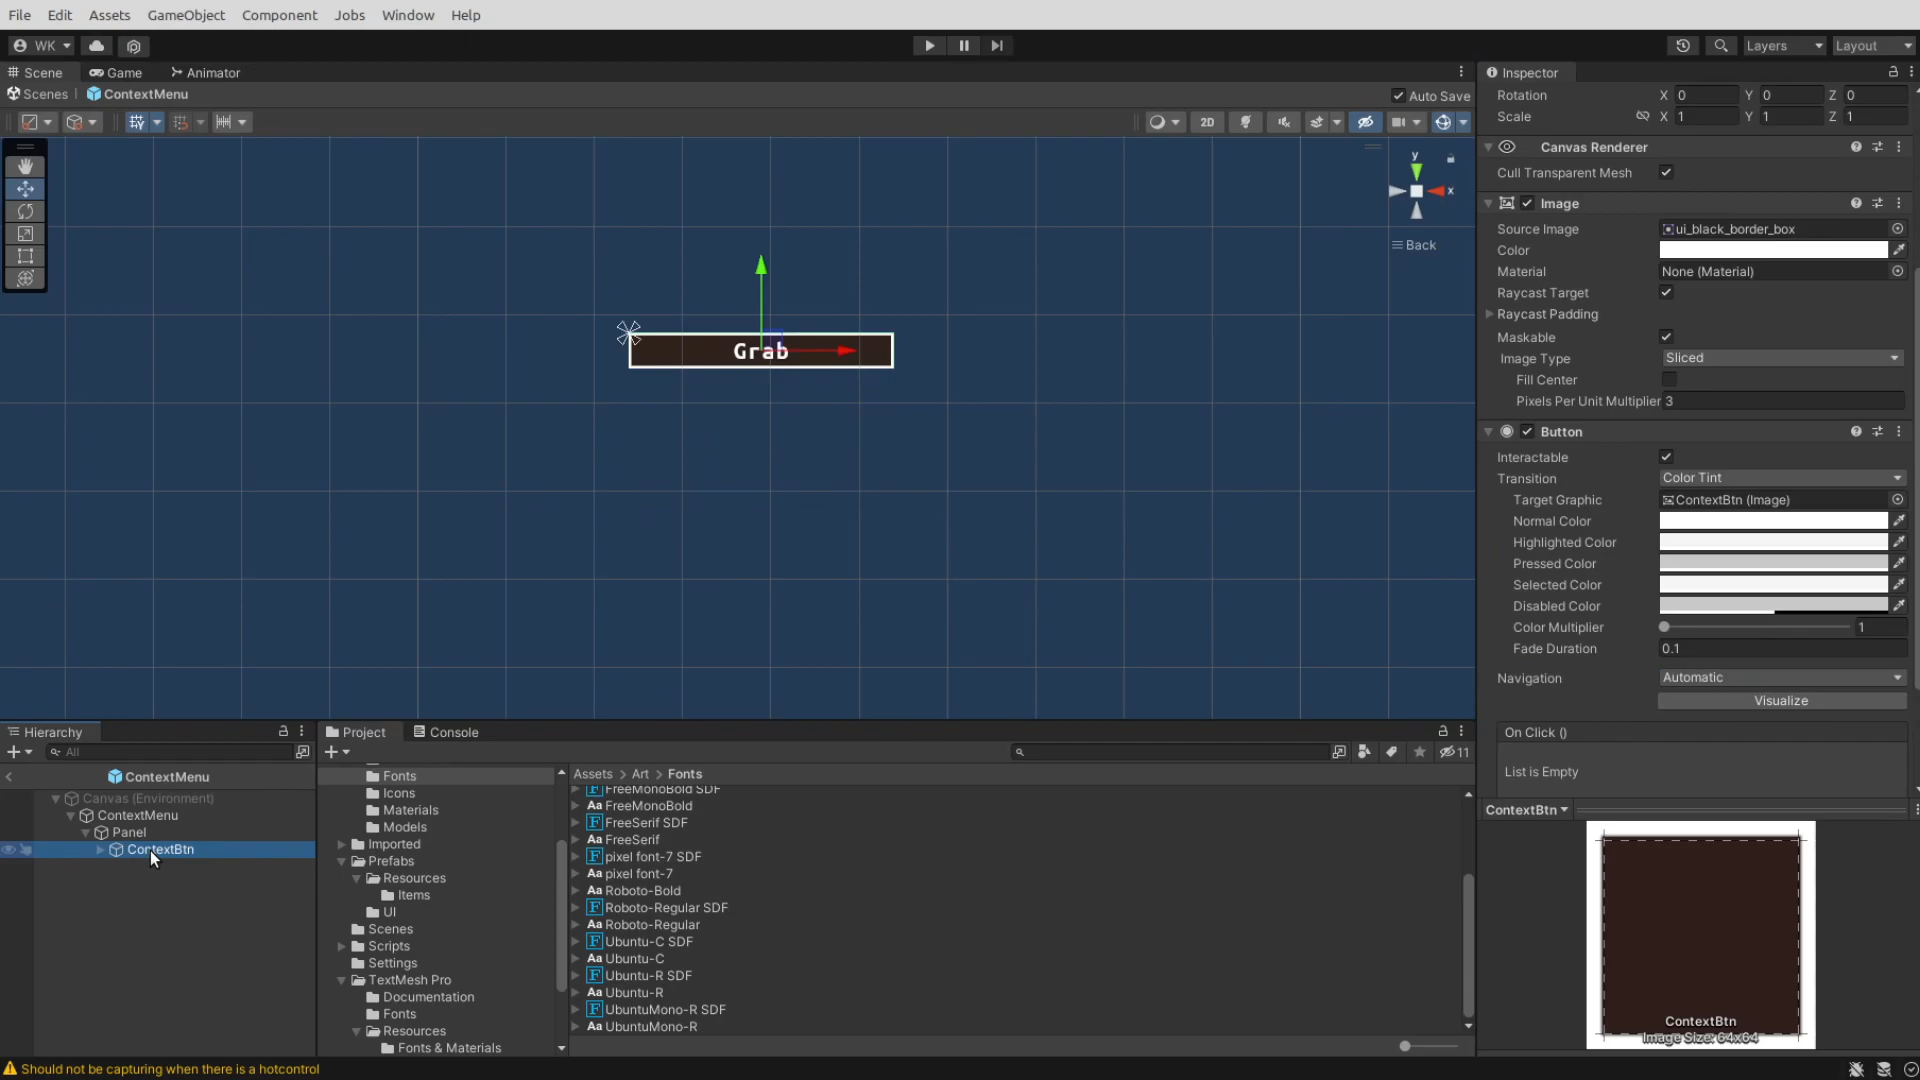 File Edit Assets GameObject Component Jobs Window Help
WK Layers Layout
Scene Game Animator
Scenes ContextMenu Auto Save
2D
y
x
Back
Grab
Inspector
Rotation X 0 Y 0 Z 0
Scale X 1 Y 1 Z 1
Canvas Renderer
Cull Transparent Mesh
Image
Source Image ui_black_border_box
Color
Material None (Material)
Raycast Target
Raycast Padding
Maskable
Image Type Sliced
Fill Center
Pixels Per Unit Multiplier 3
Button
Interactable
Transition Color Tint
Target Graphic ContextBtn (Image)
Normal Color
Highlighted Color
Pressed Color
Selected Color
Disabled Color
Color Multiplier 1
Fade Duration 0.1
Navigation Automatic
Visualize
On Click ()
List is Empty
ContextBtn
ContextBtn
Image Size: 64x64
Hierarchy
All
ContextMenu
Canvas (Environment)
ContextMenu
Panel
ContextBtn
Project Console
11
Fonts
Icons
Materials
Models
Imported
Prefabs
Resources
Items
UI
Scenes
Scripts
Settings
TextMesh Pro
Documentation
Fonts
Resources
Fonts & Materials
Assets > Art > Fonts
FreeMonoBold SDF
Aa FreeMonoBold
F FreeSerif SDF
Aa FreeSerif
F pixel font-7 SDF
Aa pixel font-7
Aa Roboto-Bold
F Roboto-Regular SDF
Aa Roboto-Regular
F Ubuntu-C SDF
Aa Ubuntu-C
F Ubuntu-R SDF
Aa Ubuntu-R
F UbuntuMono-R SDF
Aa UbuntuMono-R
Should not be capturing when there is a hotcontrol